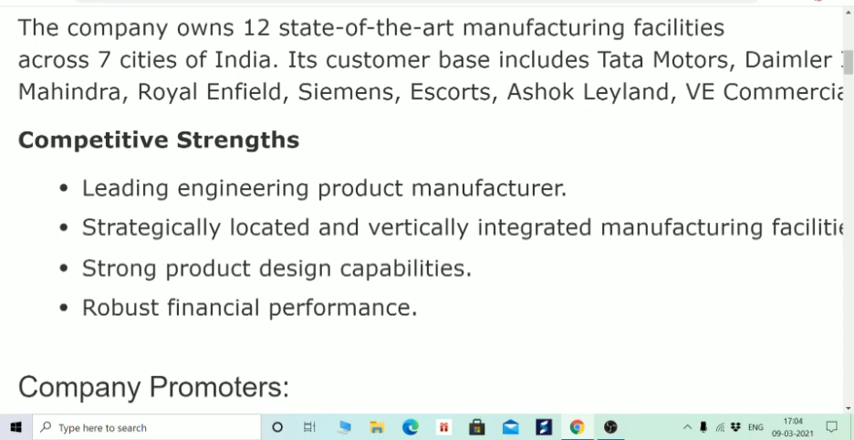 The company owns 12 state-of-the-art manufacturing facilities
across 7 cities of India. Its customer base includes Tata Motors, Daimler
Mahindra, Royal Enfield, Siemens, Escorts, Ashok Leyland, VE Commercia
Competitive Strengths
• Leading engineering product manufacturer.
• Strategically located and vertically integrated manufacturing facilitie
• Strong product design capabilities.
• Robust financial performance.
Company Promoters:
Type here to search
ENG
17:04
09-03-2021